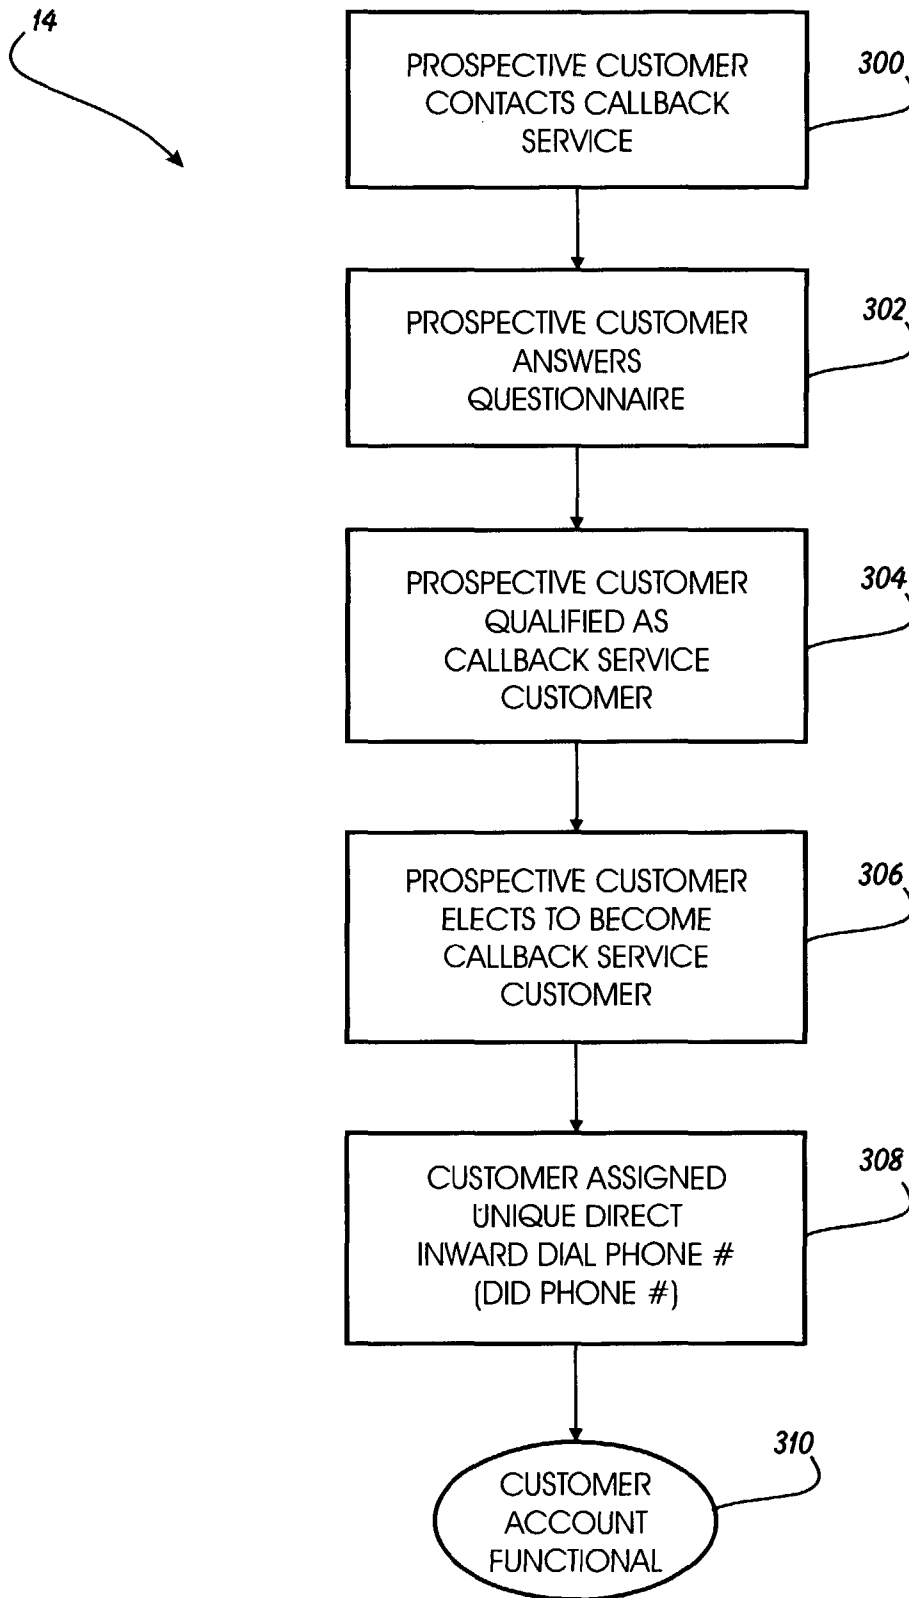 14
PROSPECTIVE CUSTOMER
CONTACTS CALLBACK
SERVICE
300
PROSPECTIVE CUSTOMER
ANSWERS
QUESTIONNAIRE
302
PROSPECTIVE CUSTOMER
QUALIFIED AS
CALLBACK SERVICE
CUSTOMER
304
PROSPECTIVE CUSTOMER
ELECTS TO BECOME
CALLBACK SERVICE
CUSTOMER
306
CUSTOMER ASSIGNED
UNIQUE DIRECT
INWARD DIAL PHONE #
(DID PHONE #)
308
CUSTOMER
ACCOUNT
FUNCTIONAL
310